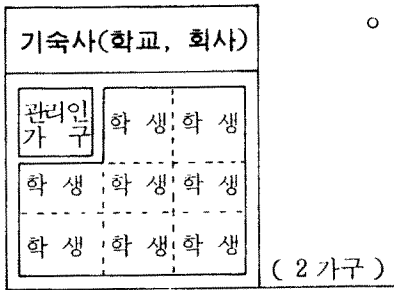 기숙사(학교, 회사)
관리인
가 구
학 생 학 생
학 생 학 생 학 생
학 생 학 생 학 생
( 2 가구 )